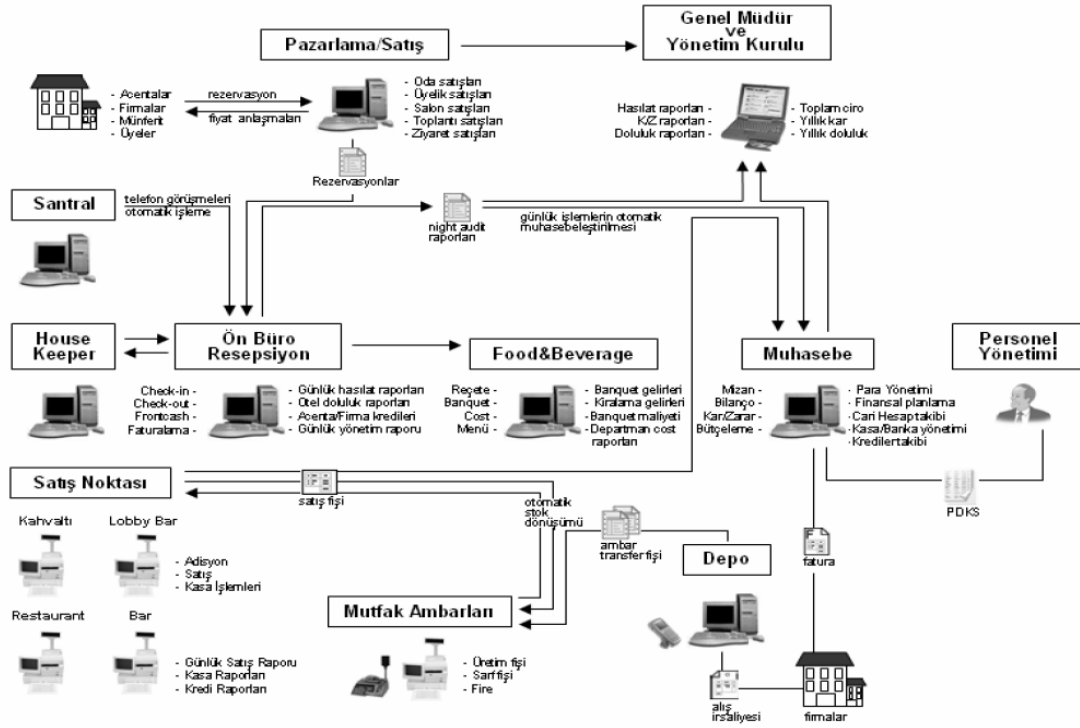 Pazarlama/Satış
Genel Müdür
ve
Yönetim Kurulu
- Acentalar
- Firmalar
- Münferit
- Üyeler
rezervasyon
fiyat anlaşmaları
- Oda satışları
- Üyelik satışları
- Salon satışları
- Toplantı satışları
- Ziyaret satışları
Hasılat raporları -
K/Z raporları -
Doluluk raporları -
- Toplam ciro
- Yıllık kar
- Yıllık doluluk
Rezervasyonlar
Santral
telefon görüşmeleri
otomatik işleme
night audit
raporları
günlük işlemlerin otomatik
muhasebeleştirilmesi
House
Keeper
Ön Büro
Resepsiyon
Food&Beverage
Muhasebe
Personel
Yönetimi
Check-in -
Check-out -
Frontcash -
Faturalama -
- Günlük hasılat raporları
- Otel doluluk raporları
- Acenta/Firma kredileri
- Günlük yönetim raporu
Reçete -
Banquet -
Cost -
Menü -
- Banquet gelirleri
- Kiralama gelirleri
- Banquet maliyeti
- Departman cost
raporları
Mizan -
Bilanço -
Kar/Zarar -
Bütçeleme -
- Para Yönetimi
- Finansal planlama
- Cari Hesap takibi
- Kasa/Banka yönetimi
- Krediler takibi
Satış Noktası
satış fişi
otomatik
stok
dönüşümü
PDKS
Kahvaltı
Lobby Bar
- Adisyon
- Satış
- Kasa İşlemleri
ambar
transfer fişi
Depo
fatura
Restaurant
Bar
- Günlük Satış Raporu
- Kasa Raporları
- Kredi Raporları
Mutfak Ambarları
- Üretim fişi
- Sarf fişi
- Fire
alış
irsaliyesi
firmalar